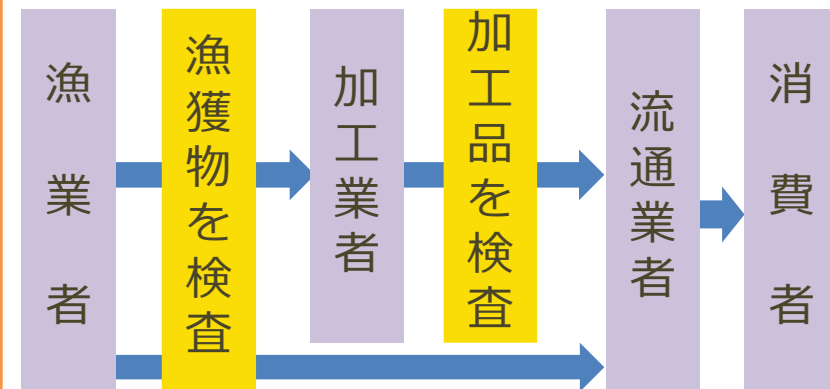 漁業者
漁獲物を検査
加工業者
加工品を検査
流通業者
消費者